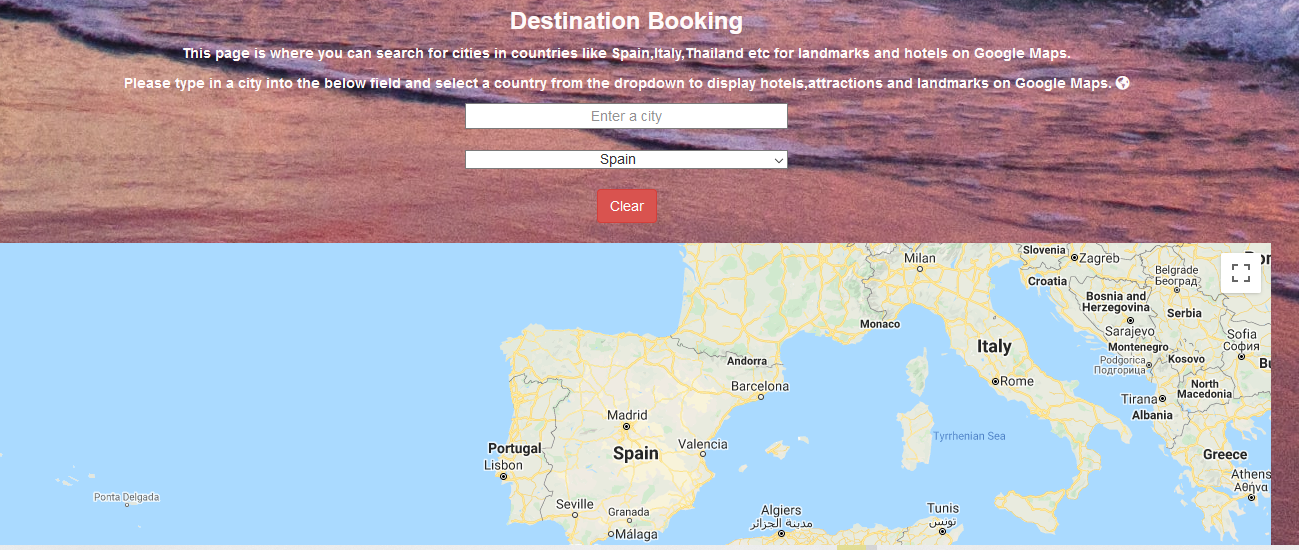 Destination Booking
This page is where you can search for cities in countries like Spain,Italy,Thailand etc for landmarks and hotels on Google Maps.
Please type in a city into the below field and select a country from the dropdown to display hotels,attractions and landmarks on Google Maps.
Enter a city
Spain
Clear
Milan
Slovenia
Zagreb
Croatia
Belgrade
Београд
Bosnia and
Herzegovina
Serbia
Monaco
Sarajevo
Sofia
София
Italy
Montenegro
Andorra
Podgorica
Подгорица
Kosovo
Barcelona
Rome
North
Macedonia
Tirana
Albania
Madrid
Tyrrhenian Sea
Portugal
Spain
Valencia
Greece
Lisbon
Athens
Αθήνα
Ponta Delgada
Seville
Granada
Málaga
Algiers
مدينة الجزائر
Tunis
تونس